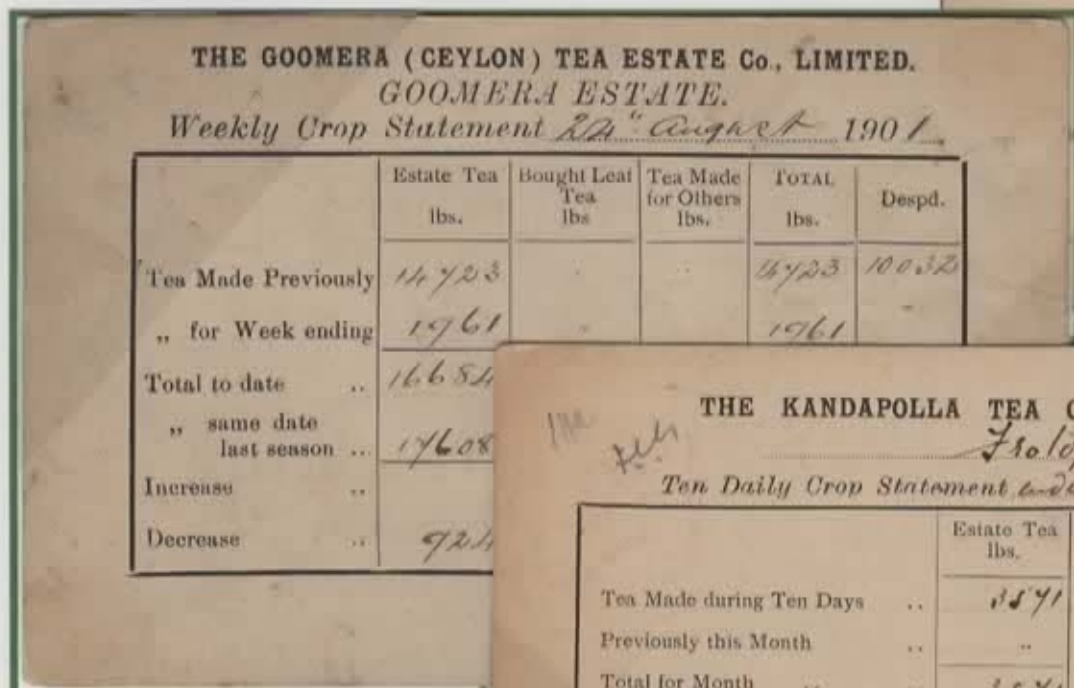 THE GOOMERA (CEYLON) TEA ESTATE Co., LIMITED.
GOOMERA ESTATE.
Weekly Crop Statement 24" August 1901
Estate Tea lbs. Bought Leaf Tea lbs Tea Made for Others lbs. TOTAL lbs. Despd.
Tea Made Previously 14723 14723 10032
„ for Week ending 1961 1961
Total to date .. 16684
„ same date
last season ... 17608
Increase ..
Decrease .. 924
THE KANDAPOLLA TEA
Ten Daily Crop Statement
Estate Tea
lbs.
Tea Made during Ten Days .. 3571
Previously this Month .. „
Total for Month